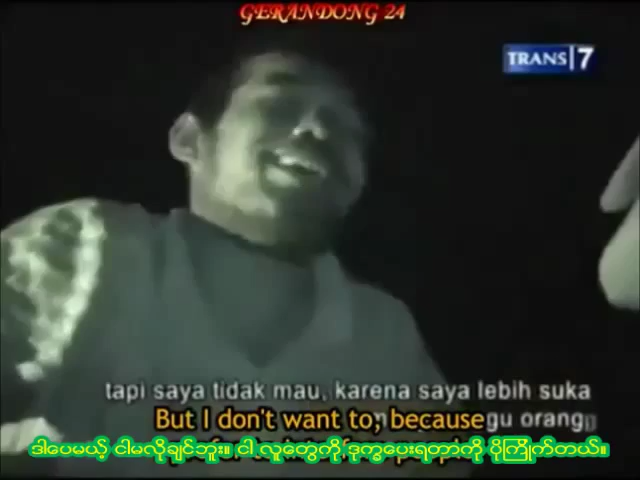 GERANDONG 24
TRANS|7
tapi saya tidak mau, karena saya lebih suka
But I don't want to, because
gu orang
ဒါပေမယ့် ငါမလိုချင်ဘူး။ ငါ လူတွေကို ဒုက္ခပေးရတာကို ပိုကြိုက်တယ်။